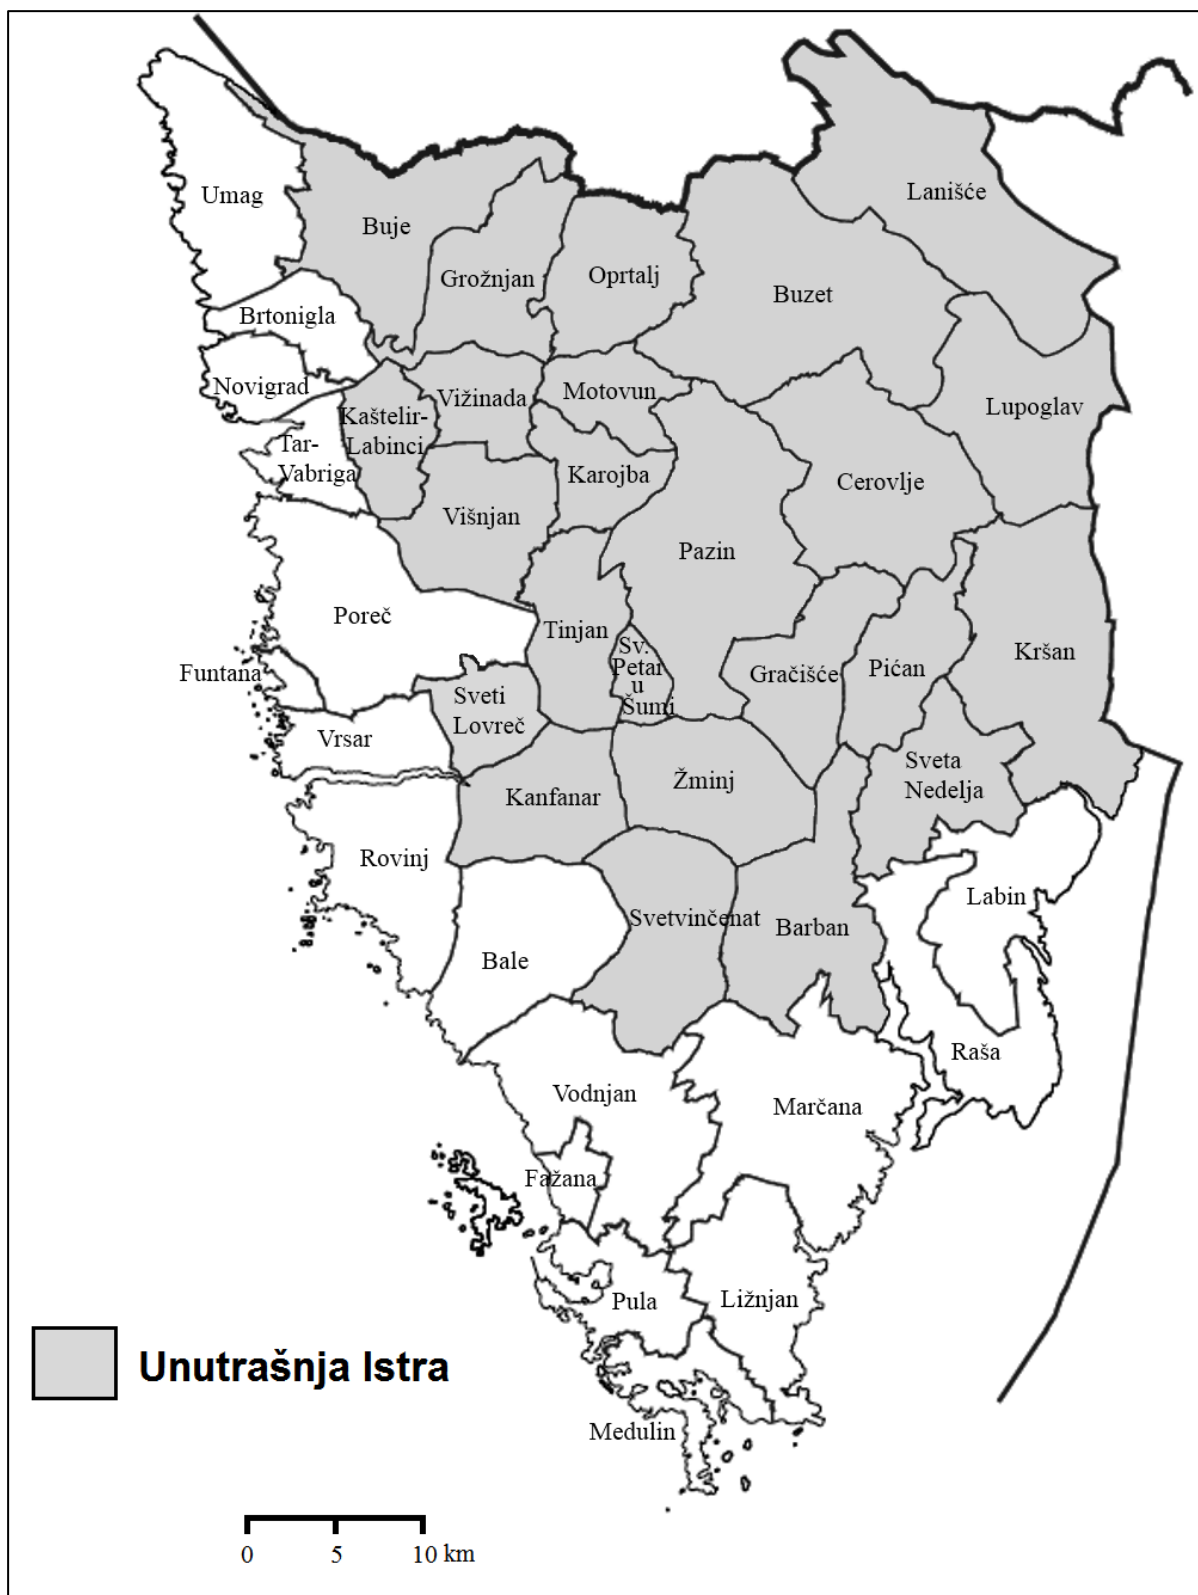 Umag
Buje
Lanišće
Grožnjan
Oprtalj
Buzet
Brtonigla
Novigrad
Vižinada
Motovun
Lupoglav
Kaštelir-
Labinci
Tar-
Vabriga
Karojba
Cerovlje
Višnjan
Pazin
Poreč
Tinjan
Sv.
Petar
u
Šumi
Kršan
Funtana
Gračišće
Pićan
Sveti
Lovreč
Vrsar
Sveta
Nedelja
Žminj
Kanfanar
Rovinj
Labin
Svetvinčenat
Barban
Bale
Raša
Vodnjan
Marčana
Fažana
Pula
Ližnjan
Unutrašnja Istra
Medulin
0 5 10 km